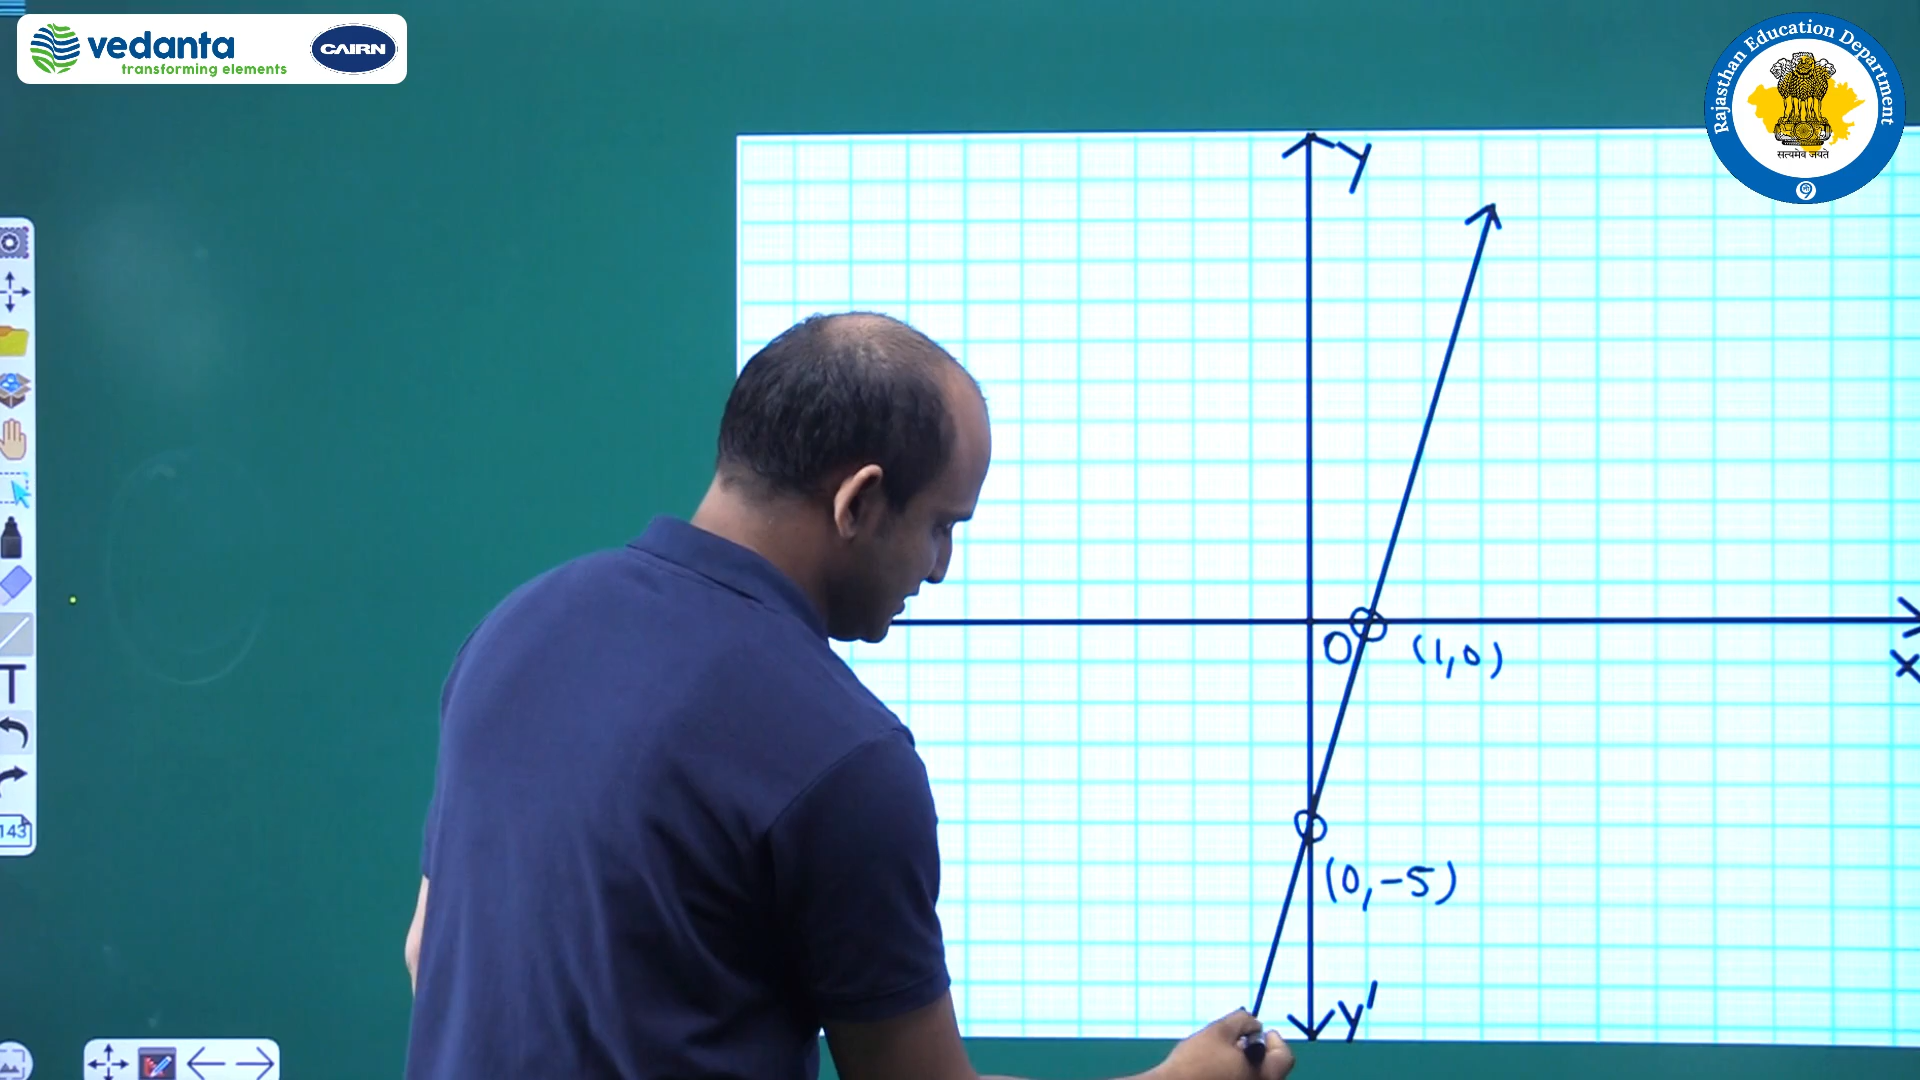 vedanta
transforming elements
CAIRN
Rajasthan Education Department
सत्यमेव जयते
Y
O
(1,0)
X
(0,-5)
Y'
T
143